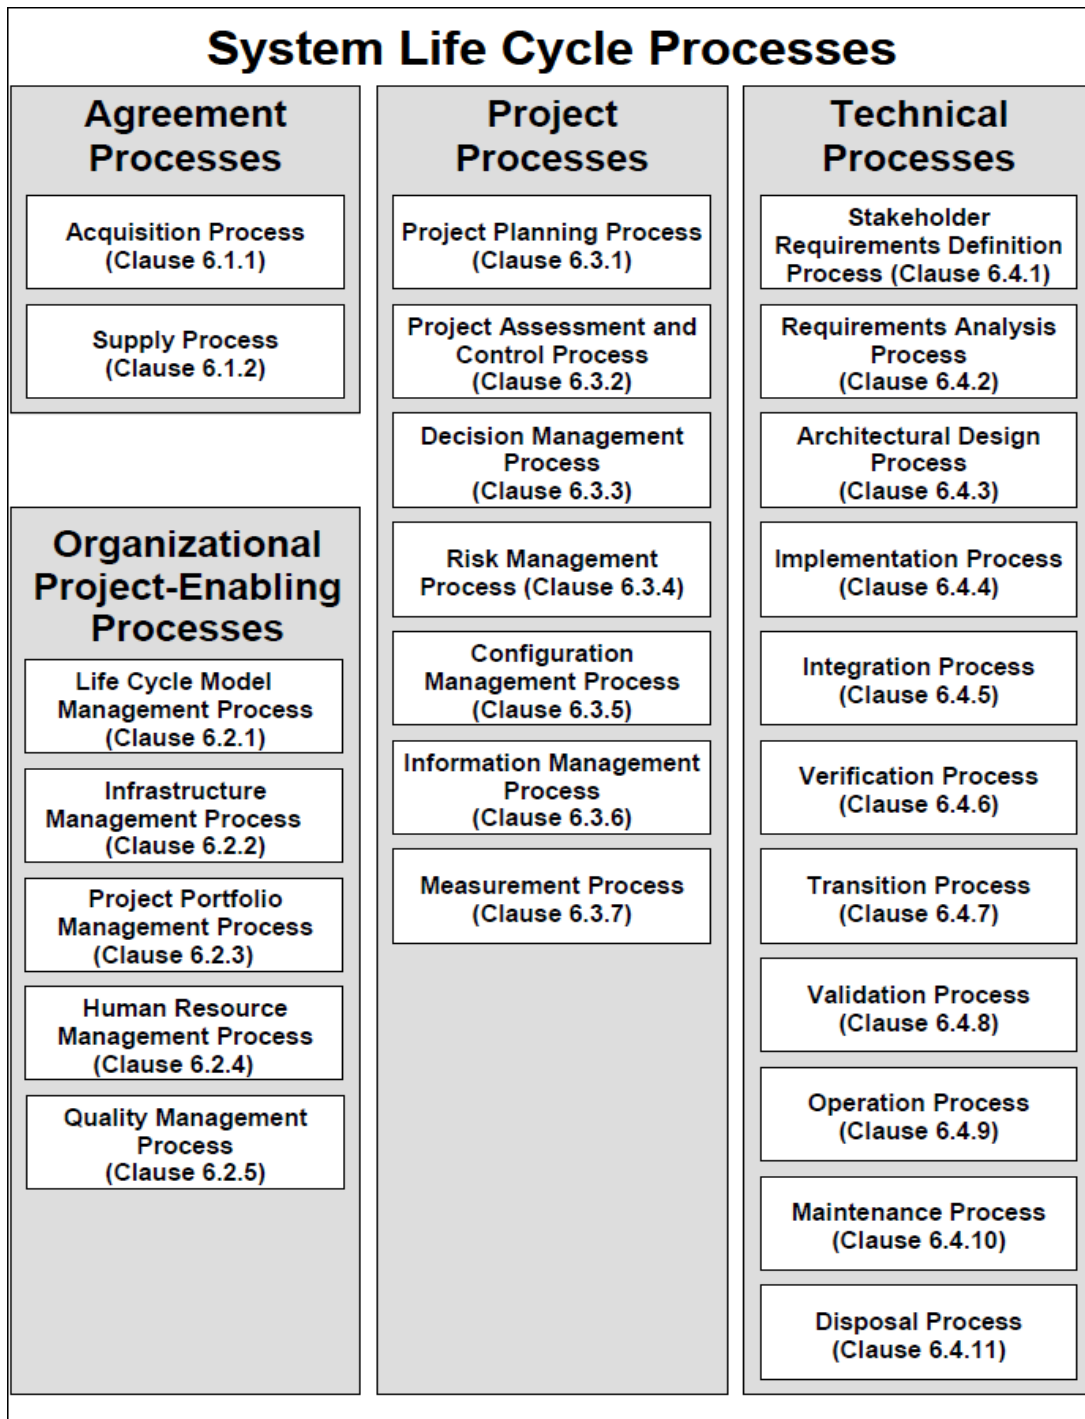 System Life Cycle Processes
Agreement
Processes
Acquisition Process
(Clause 6.1.1)
Supply Process
(Clause 6.1.2)
Organizational
Project-Enabling
Processes
Life Cycle Model
Management Process
(Clause 6.2.1)
Infrastructure
Management Process
(Clause 6.2.2)
Project Portfolio
Management Process
(Clause 6.2.3)
Human Resource
Management Process
(Clause 6.2.4)
Quality Management
Process
(Clause 6.2.5)
Project
Processes
Project Planning Process
(Clause 6.3.1)
Project Assessment and
Control Process
(Clause 6.3.2)
Decision Management
Process
(Clause 6.3.3)
Risk Management
Process (Clause 6.3.4)
Configuration
Management Process
(Clause 6.3.5)
Information Management
Process
(Clause 6.3.6)
Measurement Process
(Clause 6.3.7)
Technical
Processes
Stakeholder
Requirements Definition
Process (Clause 6.4.1)
Requirements Analysis
Process
(Clause 6.4.2)
Architectural Design
Process
(Clause 6.4.3)
Implementation Process
(Clause 6.4.4)
Integration Process
(Clause 6.4.5)
Verification Process
(Clause 6.4.6)
Transition Process
(Clause 6.4.7)
Validation Process
(Clause 6.4.8)
Operation Process
(Clause 6.4.9)
Maintenance Process
(Clause 6.4.10)
Disposal Process
(Clause 6.4.11)